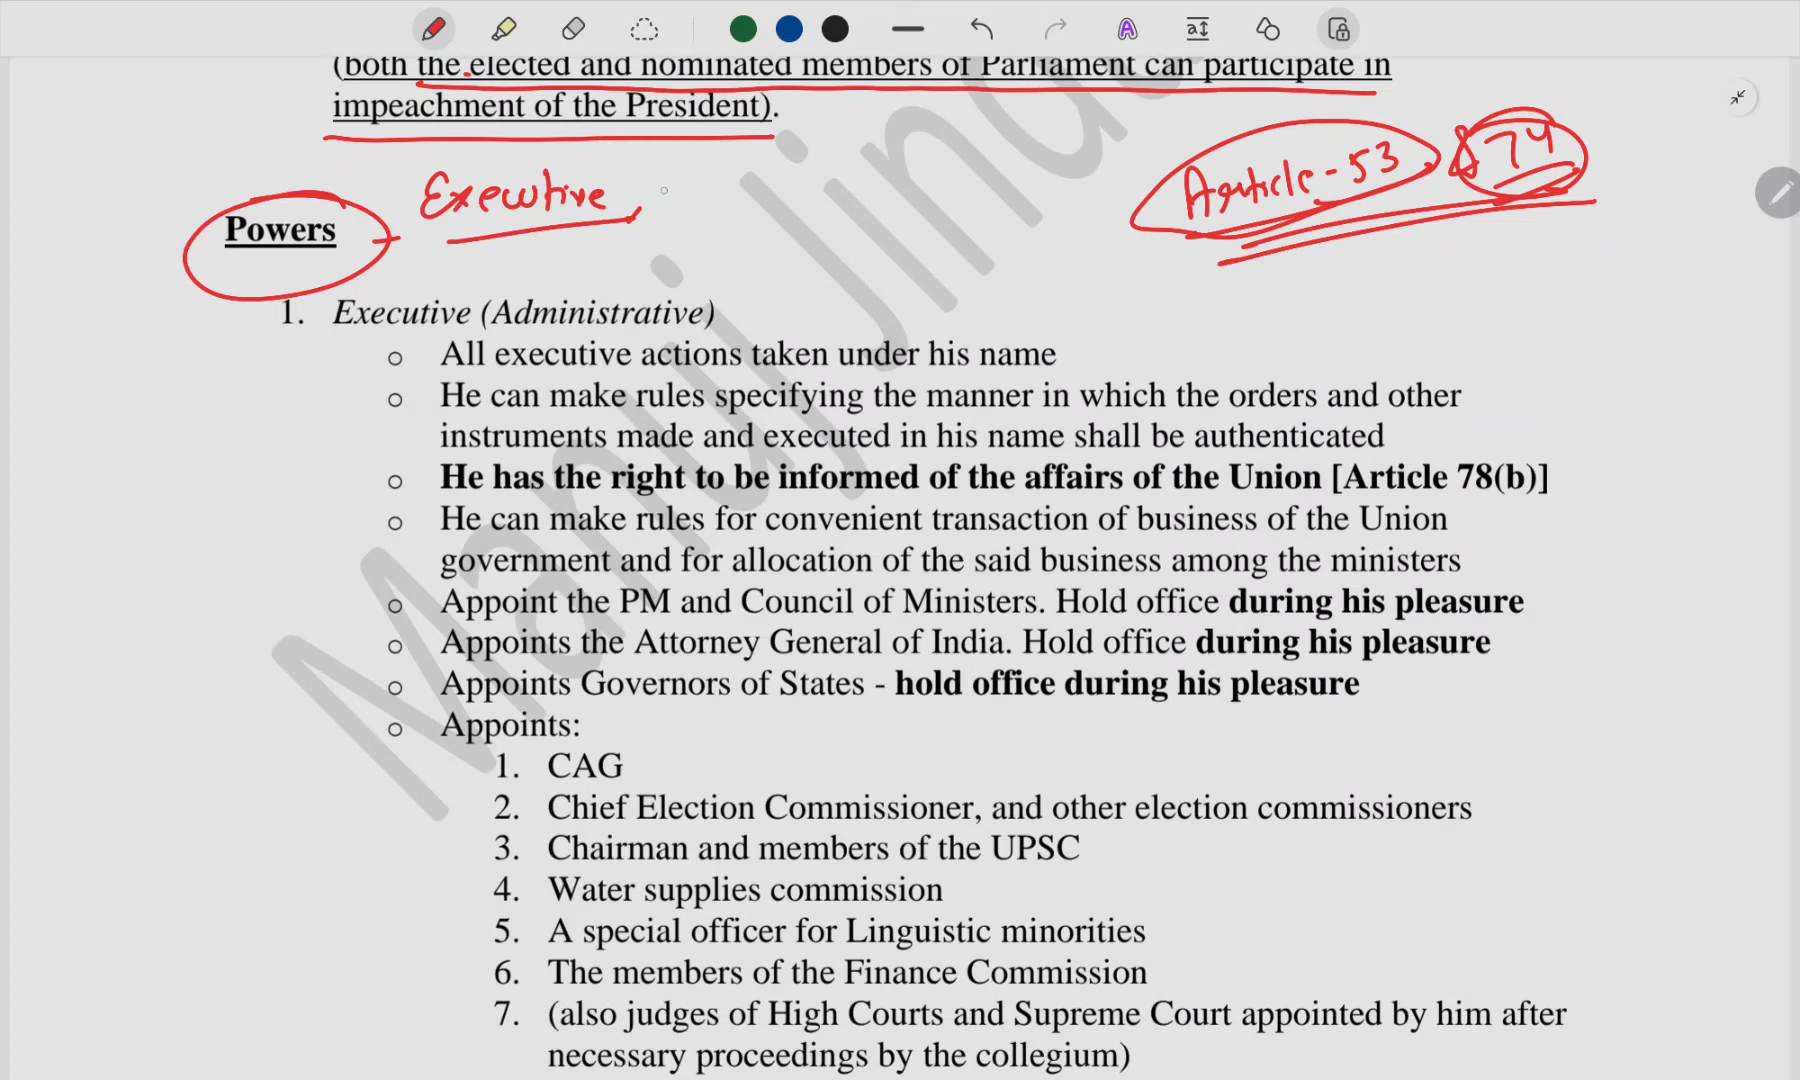 (both the elected and nominated members of Parliament can participate in
impeachment of the President).
Article-53 & 74
Executive,
Powers
1. Executive (Administrative)
o All executive actions taken under his name
o He can make rules specifying the manner in which the orders and other
instruments made and executed in his name shall be authenticated
o He has the right to be informed of the affairs of the Union [Article 78(b)]
o He can make rules for convenient transaction of business of the Union
government and for allocation of the said business among the ministers
o Appoint the PM and Council of Ministers. Hold office during his pleasure
o Appoints the Attorney General of India. Hold office during his pleasure
o Appoints Governors of States - hold office during his pleasure
o Appoints:
1. CAG
2. Chief Election Commissioner, and other election commissioners
3. Chairman and members of the UPSC
4. Water supplies commission
5. A special officer for Linguistic minorities
6. The members of the Finance Commission
7. (also judges of High Courts and Supreme Court appointed by him after
necessary proceedings by the collegium)